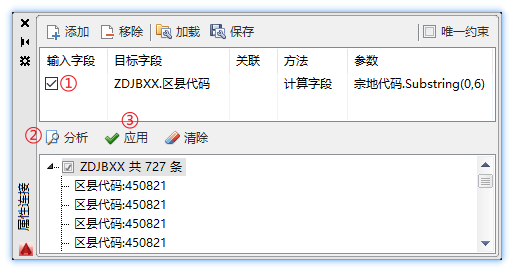 添加 移除 加载 保存 唯一约束
输入字段 目标字段 关联 方法 参数
① ZDJBXX.区县代码 计算字段 宗地代码.Substring(0,6)
③
② 分析 应用 清除
ZDJBXX 共 727 条
区县代码:450821
区县代码:450821
区县代码:450821
区县代码:450821
属性连接